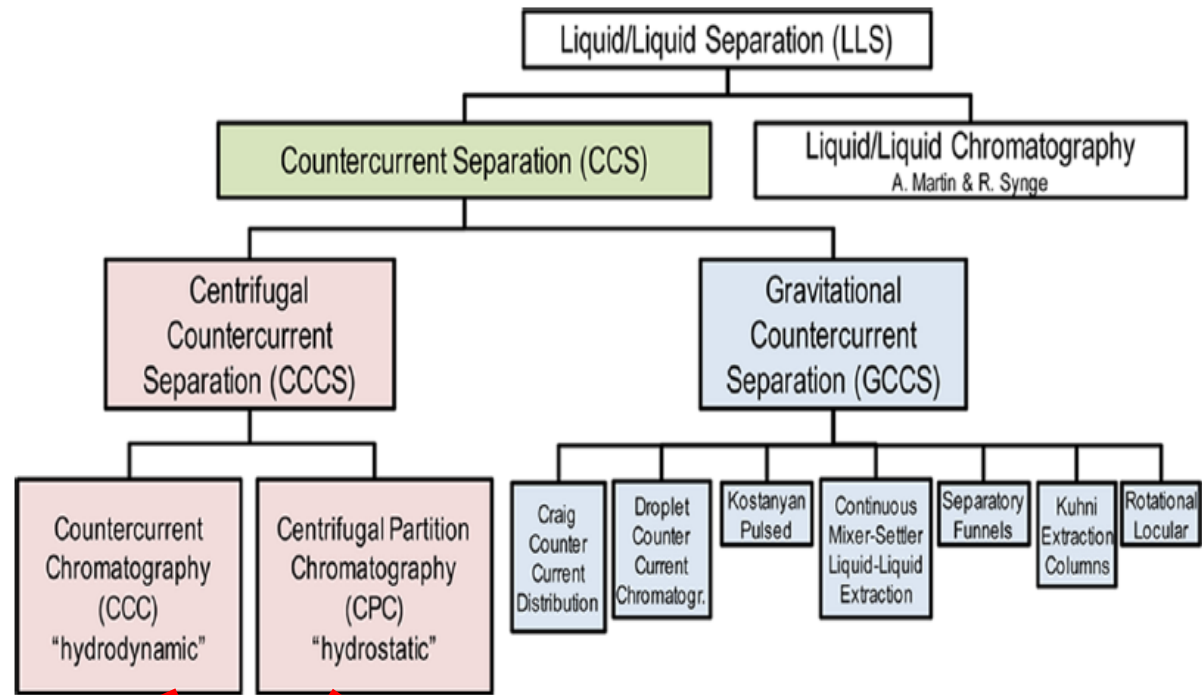 Liquid/Liquid Separation (LLS)
Countercurrent Separation (CCS)
Liquid/Liquid Chromatography
A. Martin & R. Synge
Centrifugal
Countercurrent
Separation (CCCS)
Gravitational
Countercurrent
Separation (GCCS)
Countercurrent
Chromatography
(CCC)
“hydrodynamic”
Centrifugal Partition
Chromatography
(CPC)
“hydrostatic”
Craig
Counter
Current
Distribution
Droplet
Counter
Current
Chromatogr.
Kostanyan
Pulsed
Continuous
Mixer-Settler
Liquid-Liquid
Extraction
Separatory
Funnels
Kuhni
Extraction
Columns
Rotational
Locular